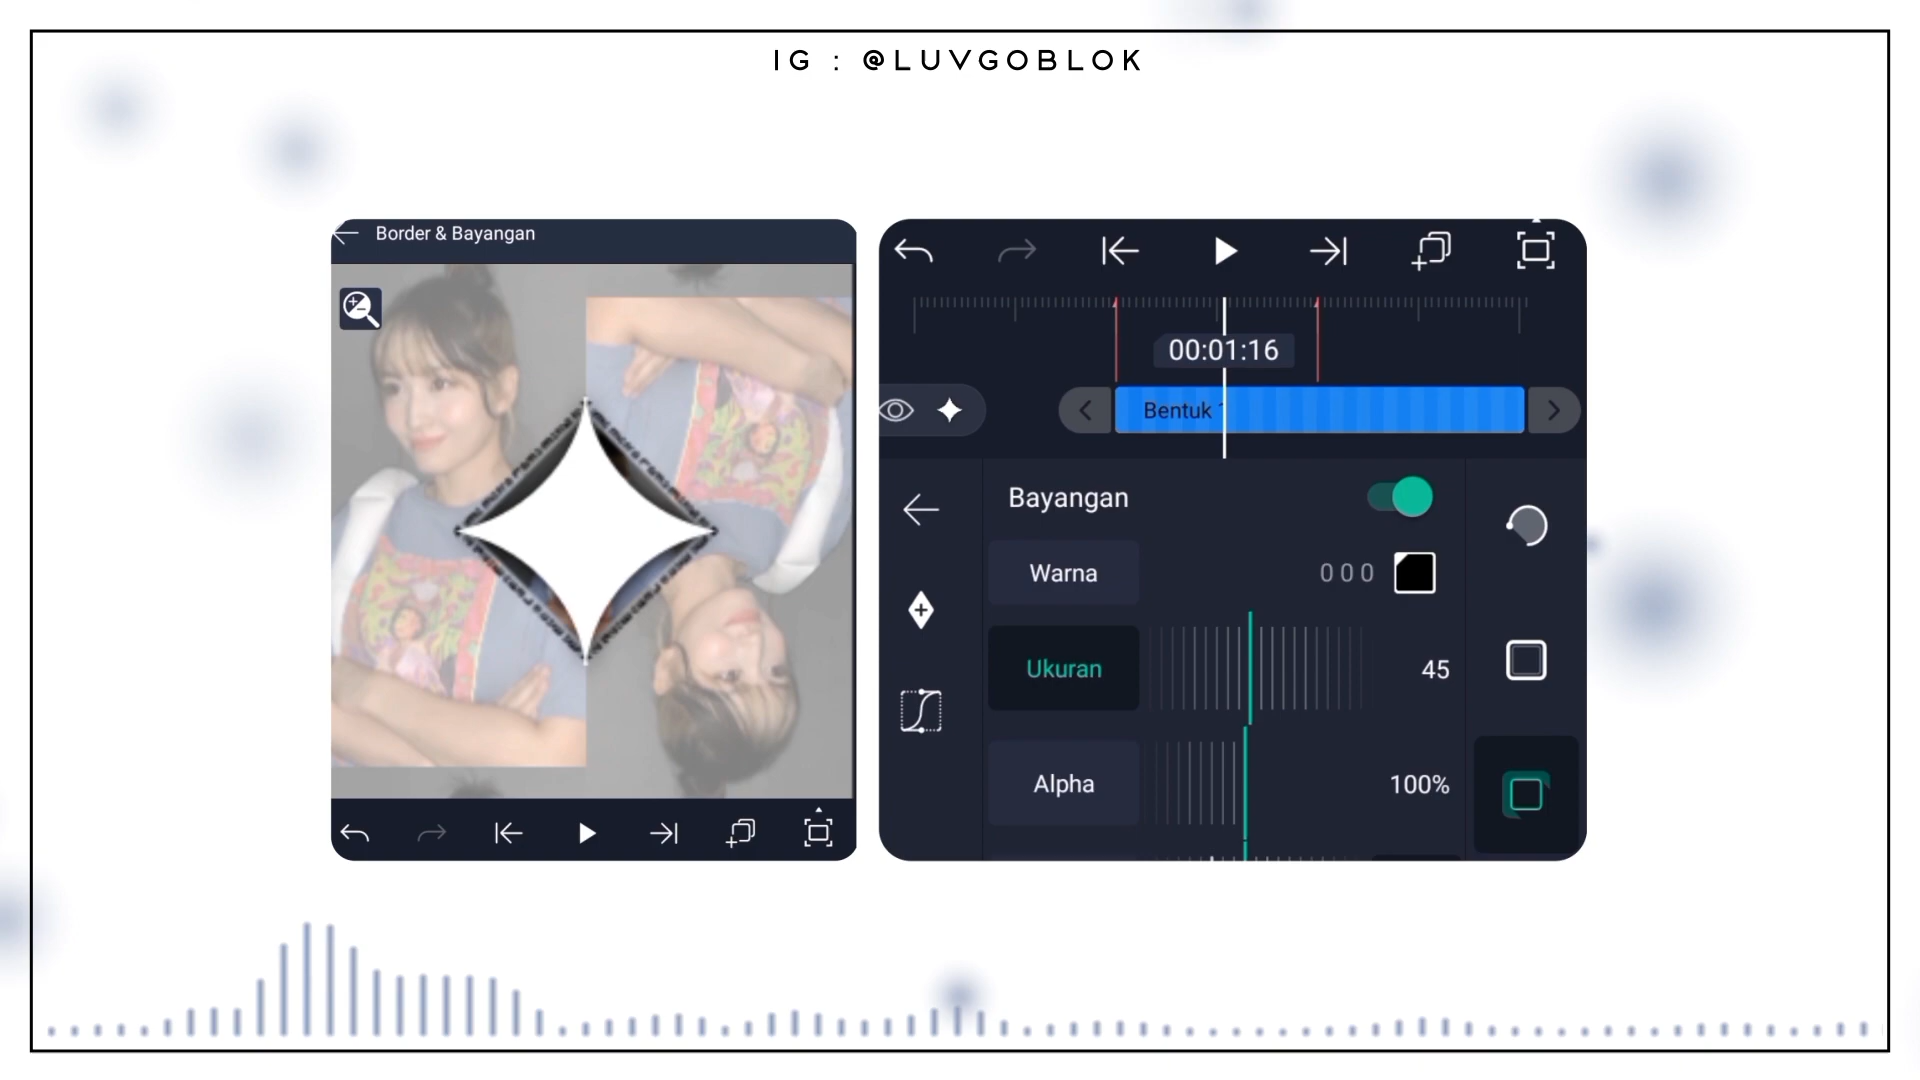 IG : @LUVGOBLOK
Border & Bayangan
00:01:16
Bentuk
Bayangan
Warna
000
Ukuran
45
Alpha
100%